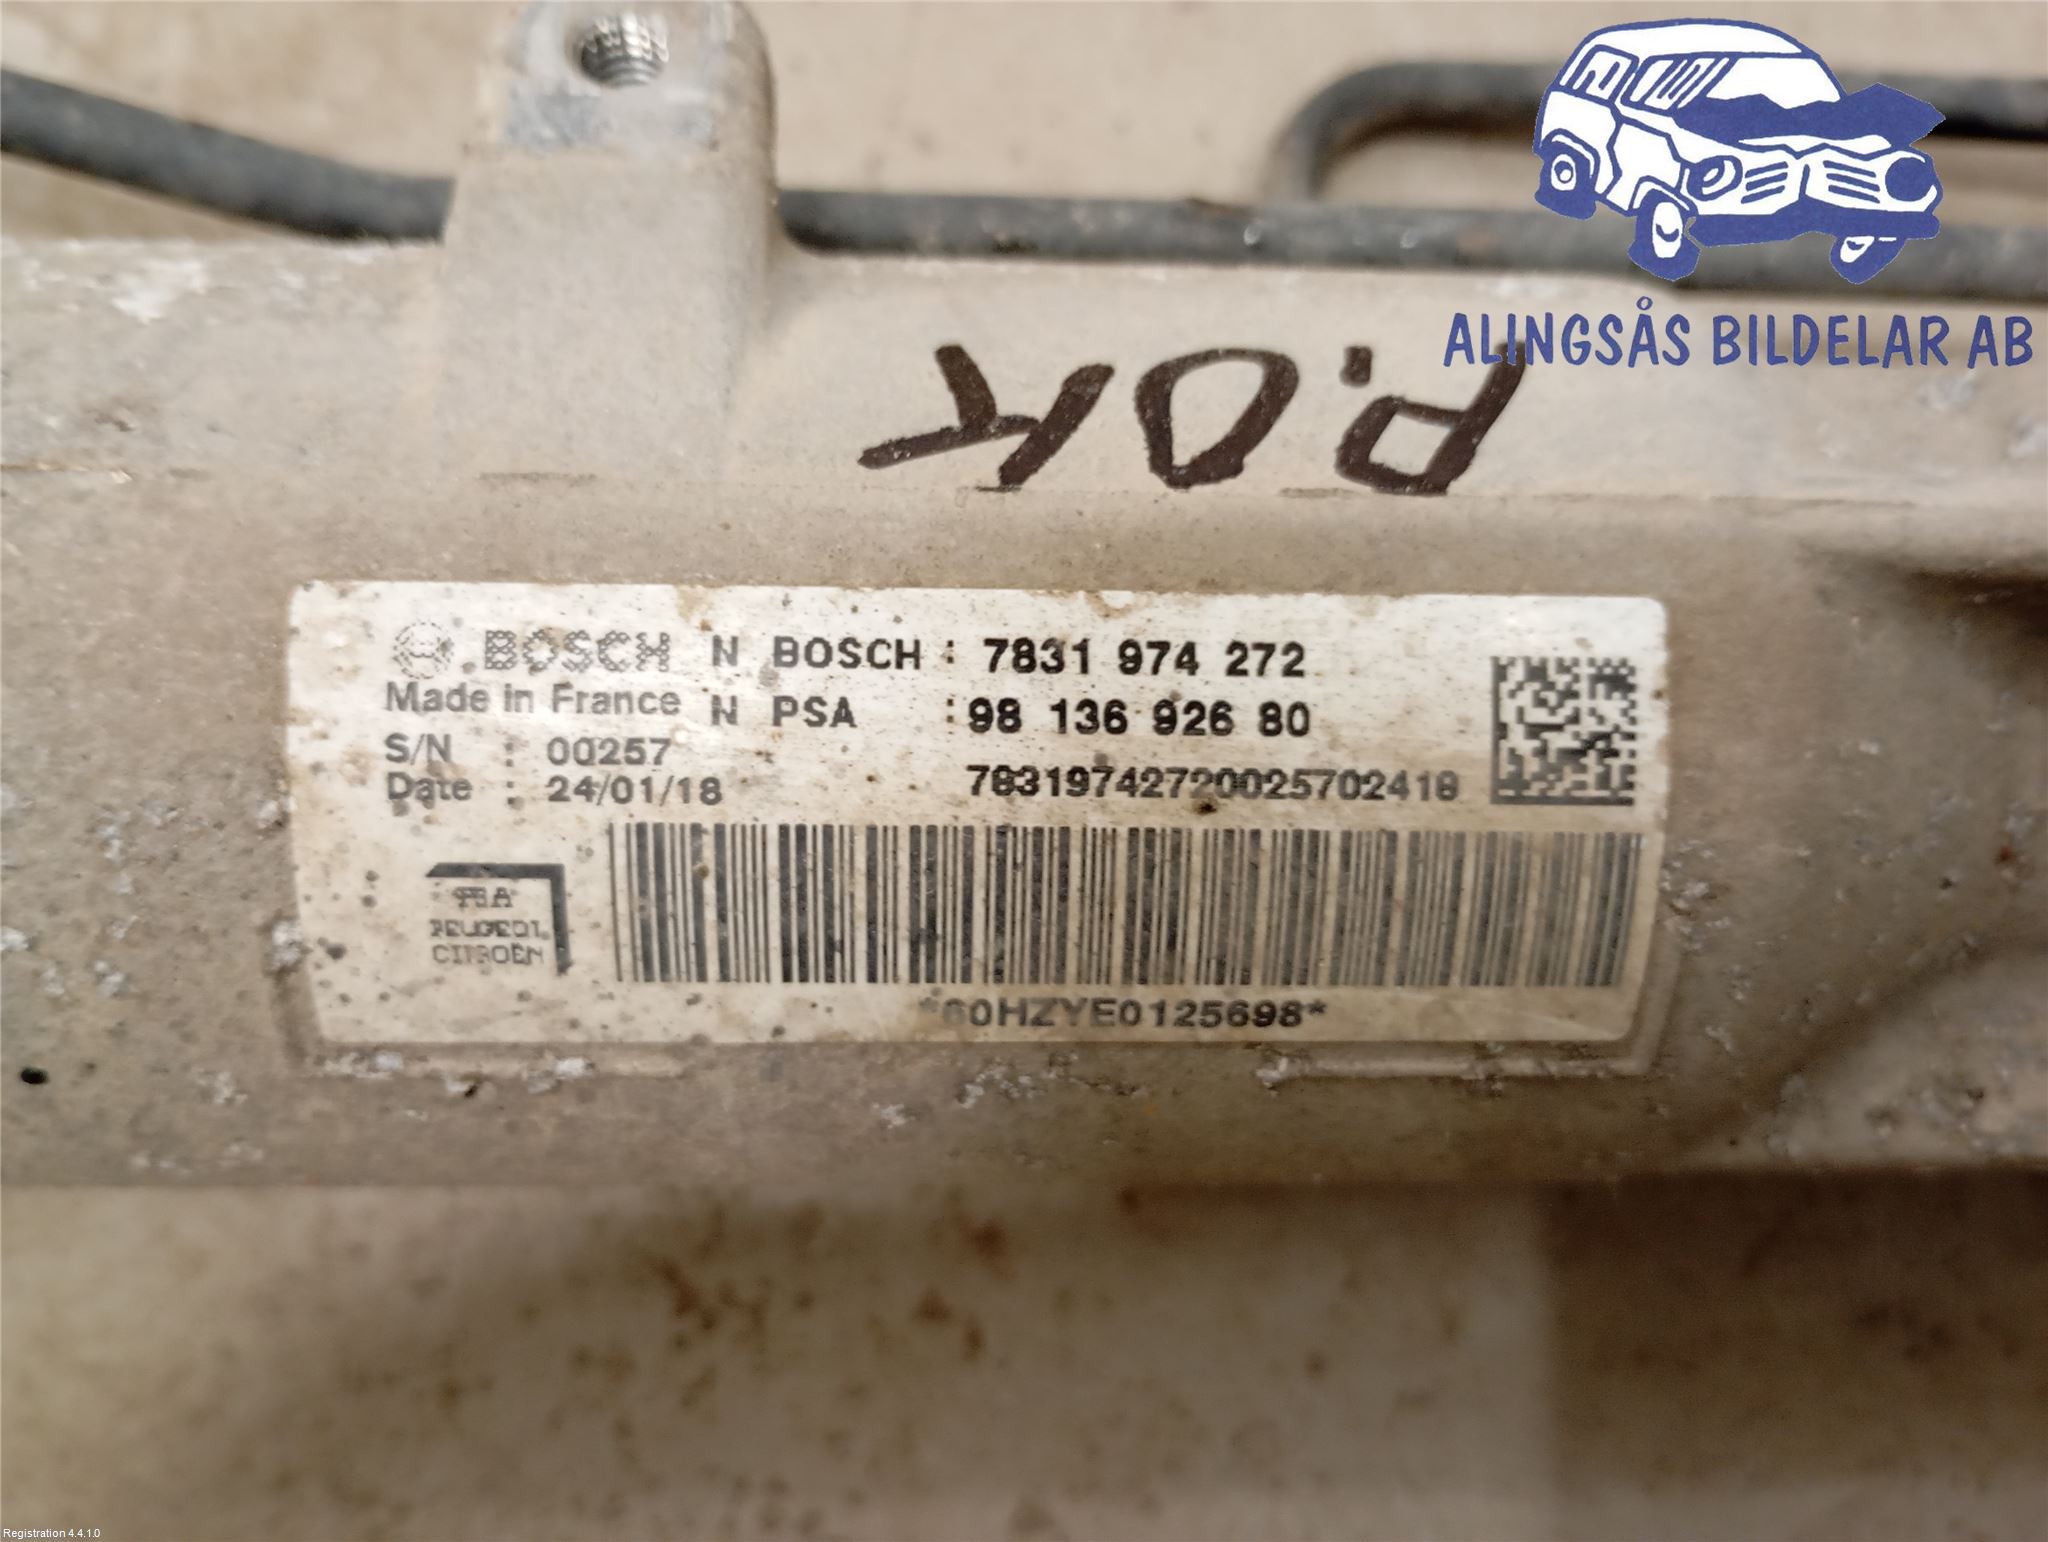 ALINGSÅS BILDELAR AB
P.OK
BOSCH N BOSCH : 7831 974 272
Made in France N PSA : 98 136 926 80
S/N : 00257
Date : 24/01/18 78319742720025702418
PSA
PEUGEOT
CITROËN
*60HZYE0125698*
Registration 4.4.1.0